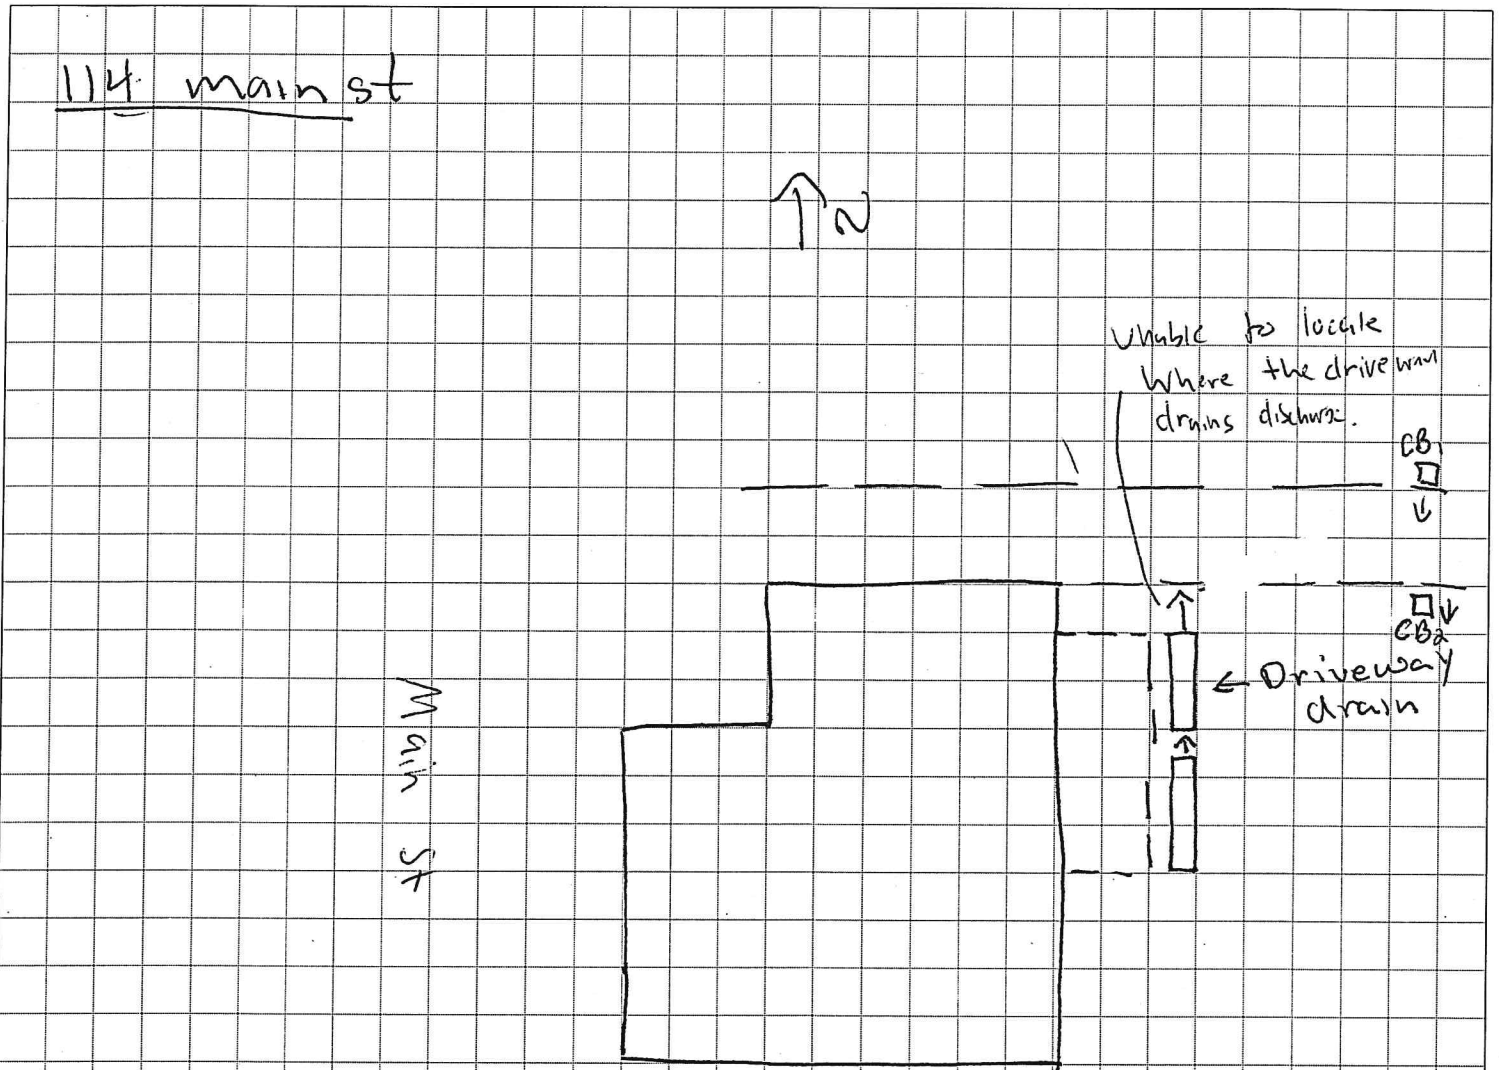 114 main st
N
Unable to locate
Where the driveway
drains discharge.
CB1
CB2
← Driveway
drain
Main St